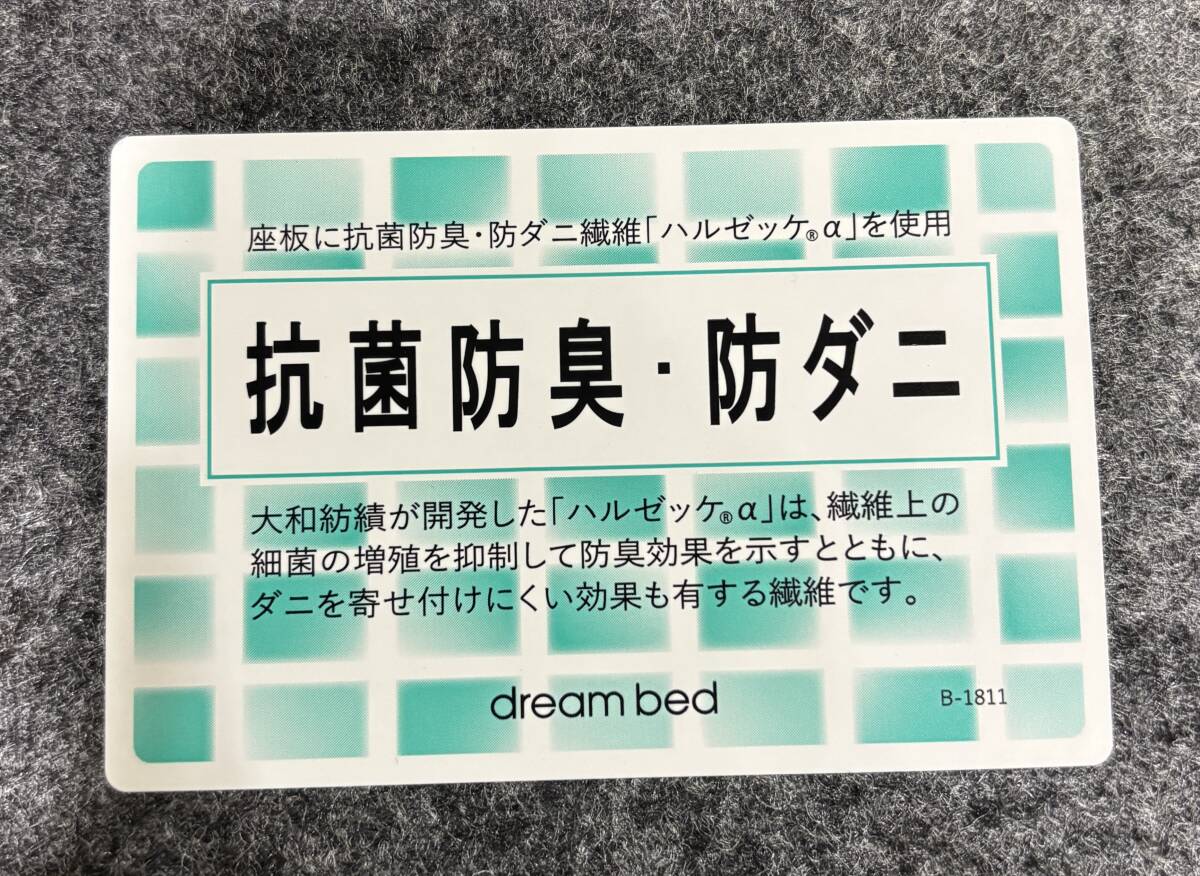 座板に抗菌防臭・防ダニ繊維「ハルゼッケ®α」を使用
抗菌防臭・防ダニ
大和紡績が開発した「ハルゼッケ®α」は、繊維上の
細菌の増殖を抑制して防臭効果を示すとともに、
ダニを寄せ付けにくい効果も有する繊維です。
dream bed
B-1811